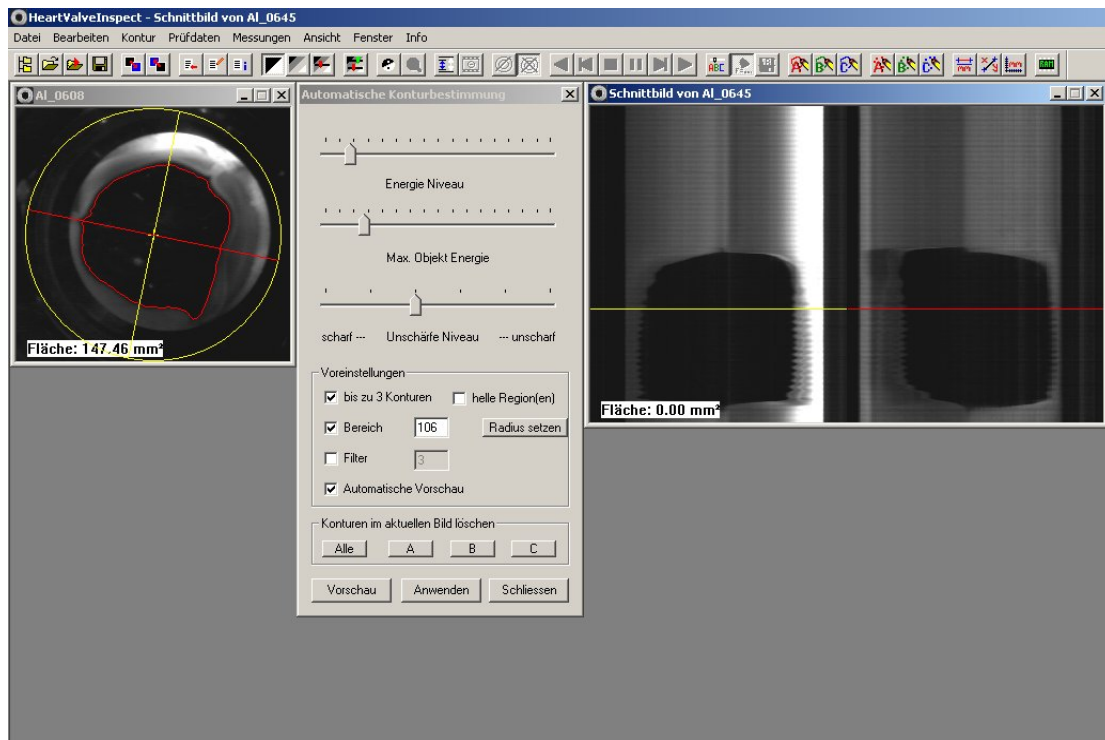 HeartValveInspect - Schnittbild von Al_0645
Datei Bearbeiten Kontur Prüfdaten Messungen Ansicht Fenster Info
Al_0608
Fläche: 147.46 mm²
Automatische Konturbestimmung
Energie Niveau
Max. Objekt Energie
scharf --- Unschärfe Niveau --- unscharf
Voreinstellungen
bis zu 3 Konturen helle Region(en)
Bereich 106 Radius setzen
Filter 3
Automatische Vorschau
Konturen im aktuellen Bild löschen
Alle A B C
Vorschau Anwenden Schliessen
Schnittbild von Al_0645
Fläche: 0.00 mm²